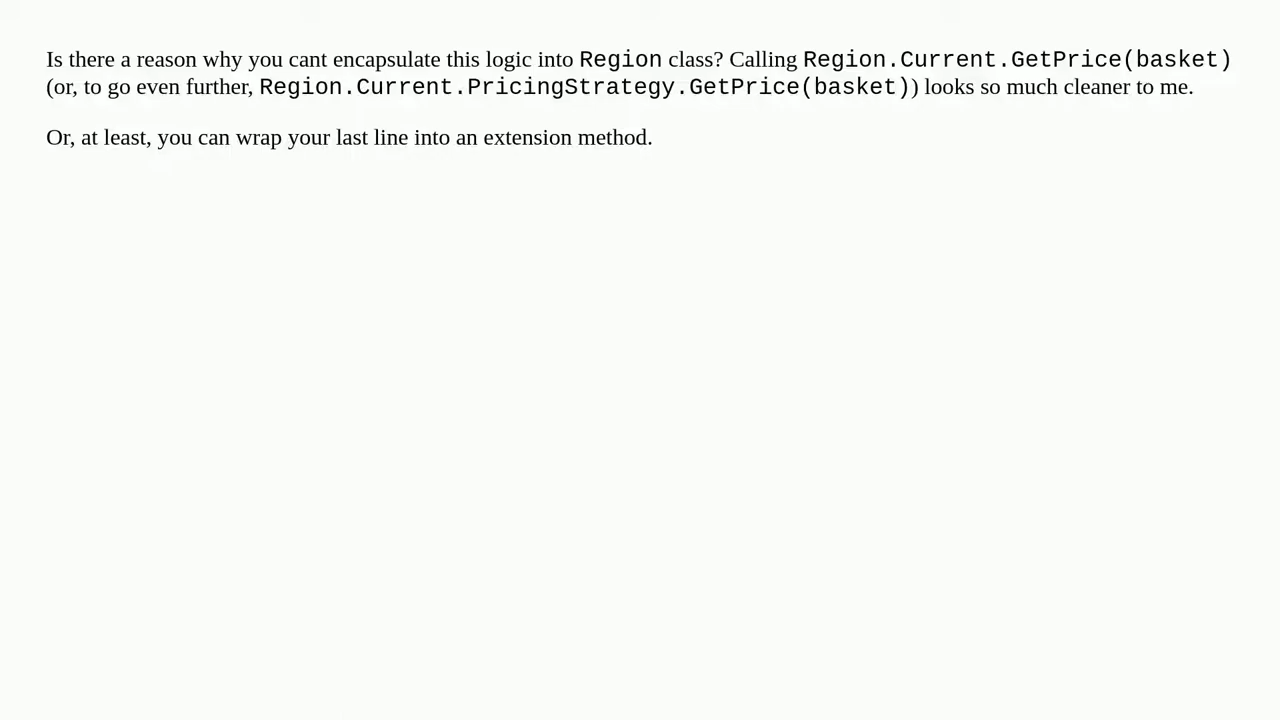 Is there a reason why you cant encapsulate this logic into Region class? Calling Region.Current.GetPrice(basket)
(or, to go even further, Region.Current.PricingStrategy.GetPrice(basket)) looks so much cleaner to me.
Or, at least, you can wrap your last line into an extension method.